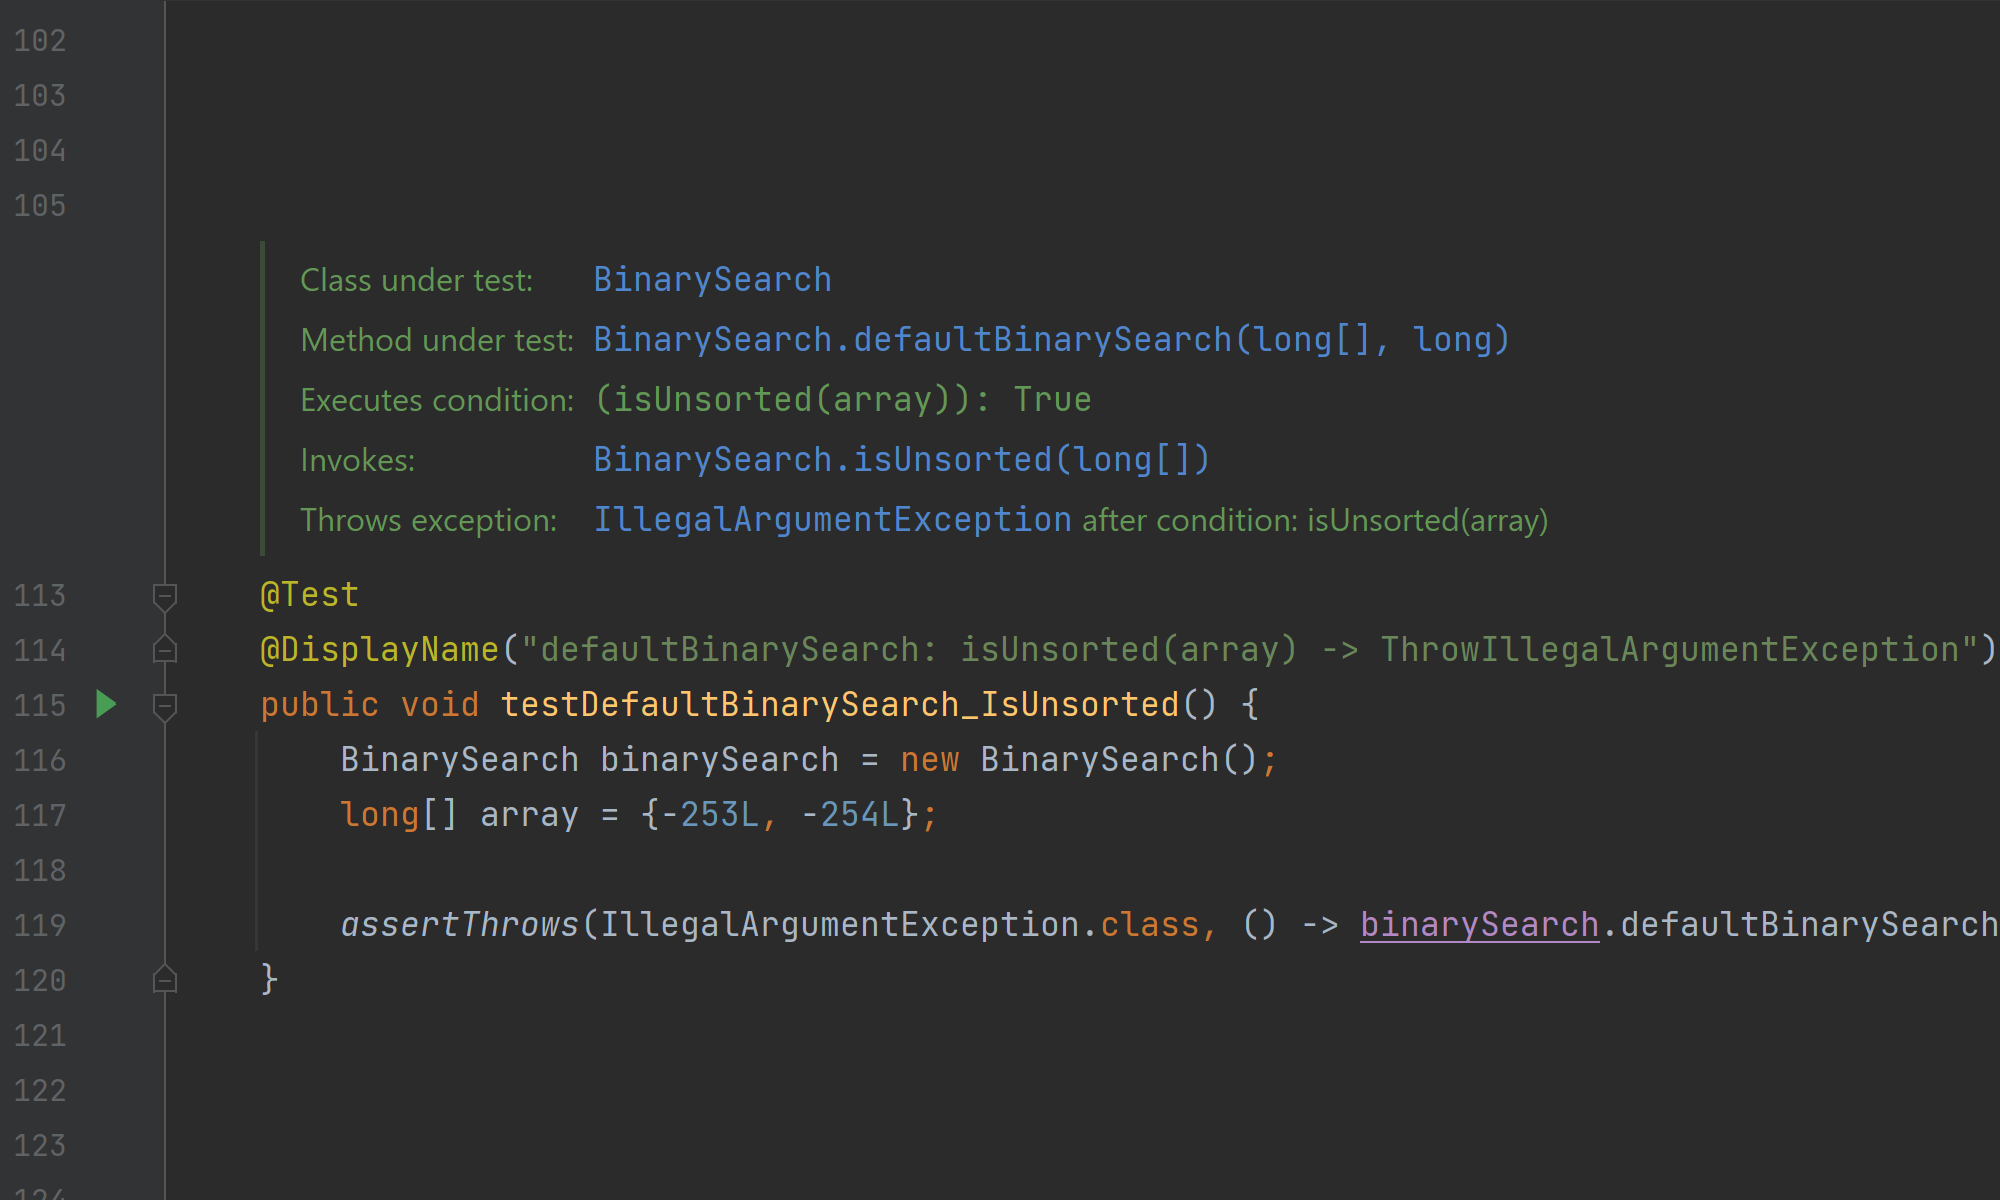 102
103
104
105
Class under test: BinarySearch
Method under test: BinarySearch.defaultBinarySearch(long[], long)
Executes condition: (isUnsorted(array)): True
Invokes: BinarySearch.isUnsorted(long[])
Throws exception: IllegalArgumentException after condition: isUnsorted(array)
113 @Test
114 @DisplayName("defaultBinarySearch: isUnsorted(array) -> ThrowIllegalArgumentException")
115 public void testDefaultBinarySearch_IsUnsorted() {
116 BinarySearch binarySearch = new BinarySearch();
117 long[] array = {-253L, -254L};
118
119 assertThrows(IllegalArgumentException.class, () -> binarySearch.defaultBinarySearch
120 }
121
122
123
124